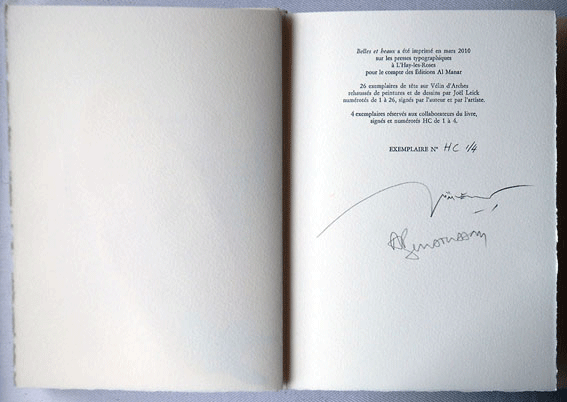 Belles et beaux a été imprimé en mars 2010
sur les presses typographiques
à L'Hay-les-Roses
pour le compte des Editions Al Manar
26 exemplaires de tête sur Vélin d'Arches
rehaussés de peintures et de dessins par Joël Leick
numérotés de 1 à 26, signés par l'auteur et par l'artiste.
4 exemplaires réservés aux collaborateurs du livre,
signés et numérotés HC de 1 à 4.
EXEMPLAIRE N° HC 1/4